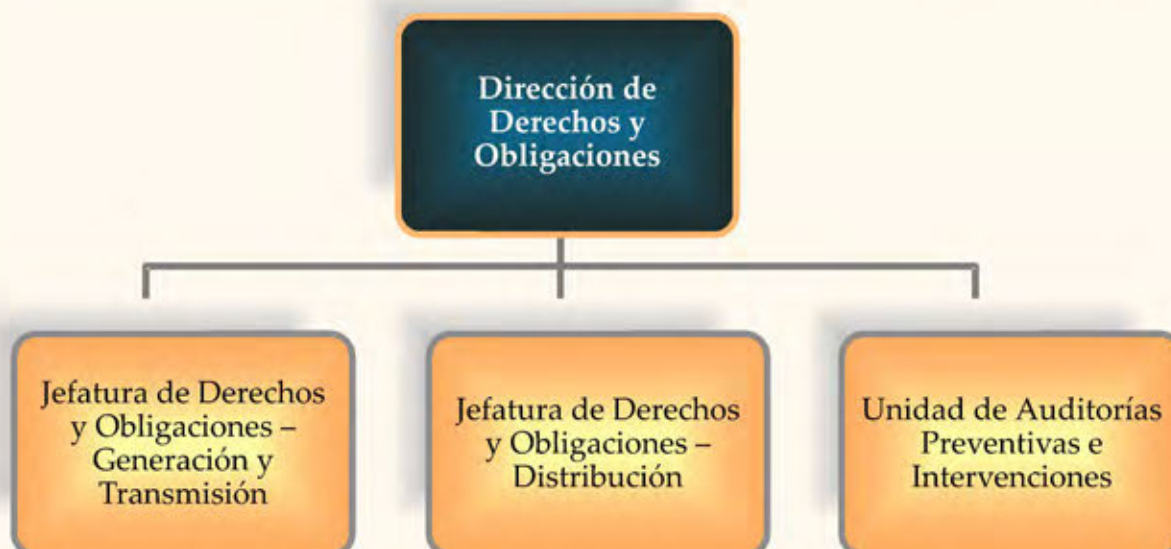 Dirección de
Derechos y
Obligaciones
Jefatura de Derechos
y Obligaciones –
Generación y
Transmisión
Jefatura de Derechos
y Obligaciones –
Distribución
Unidad de Auditorías
Preventivas e
Intervenciones